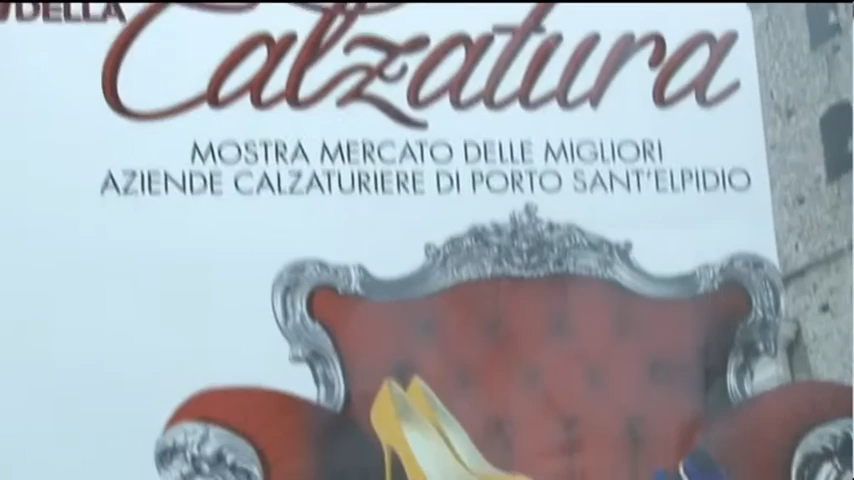 DELLA
Calzatura
MOSTRA MERCATO DELLE MIGLIORI
AZIENDE CALZATURIERE DI PORTO SANT'ELPIDIO